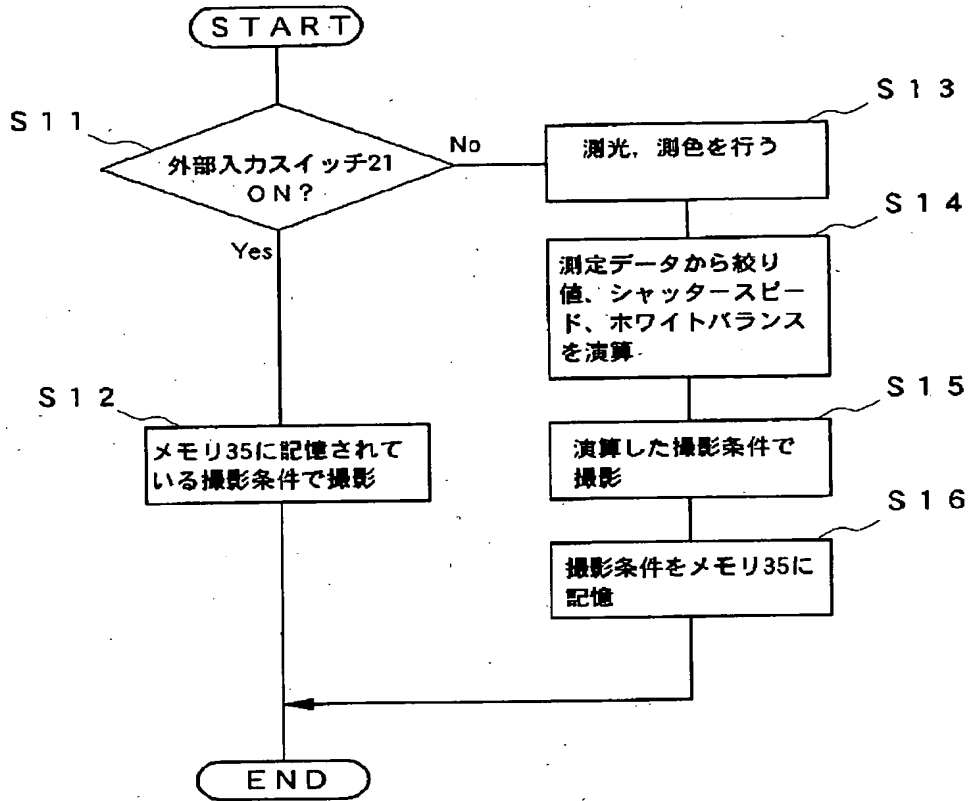 START
S11
外部入力スイッチ21
ON?
No
Yes
S12
メモリ35に記憶されて
いる撮影条件で撮影
S13
測光,測色を行う
S14
測定データから絞り
値、シャッタースピー
ド、ホワイトバランス
を演算
S15
演算した撮影条件で
撮影
S16
撮影条件をメモリ35に
記憶
END